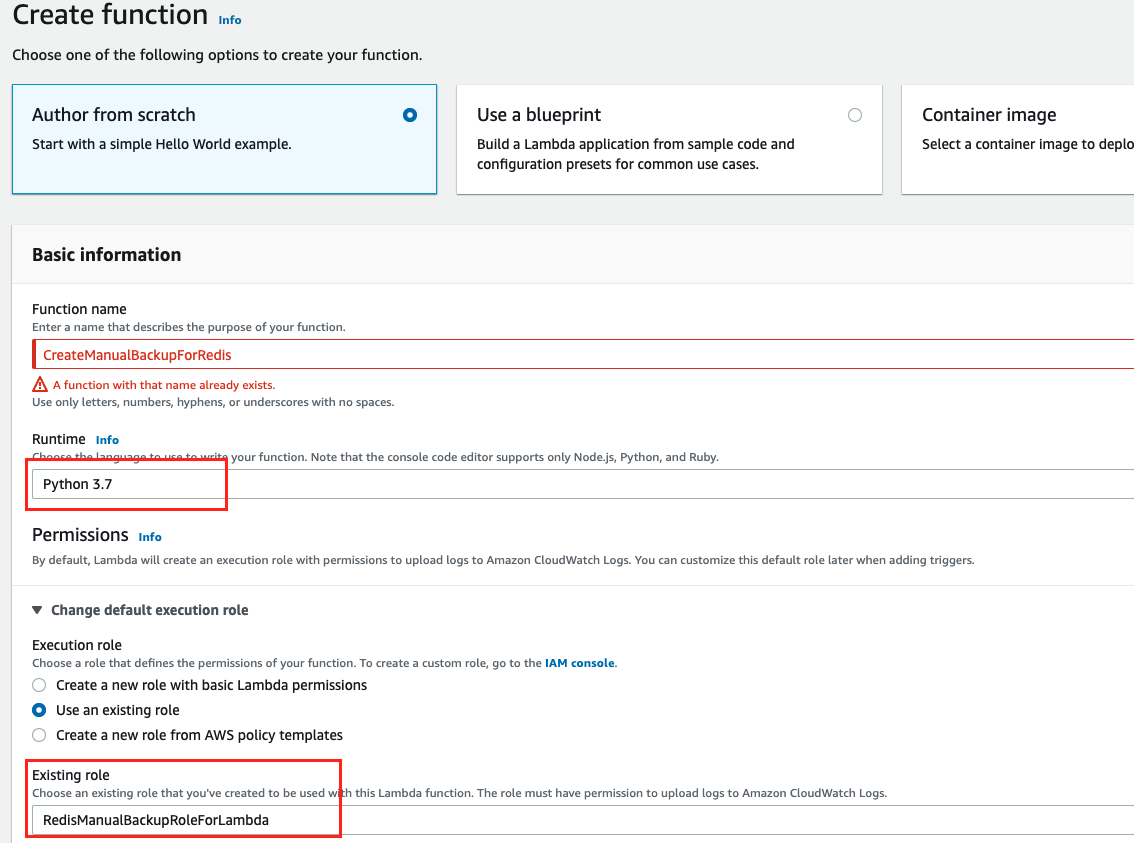 Create function Info
Choose one of the following options to create your function.
Author from scratch
Start with a simple Hello World example.
Use a blueprint
Build a Lambda application from sample code and
configuration presets for common use cases.
Container image
Select a container image to deplo
Basic information
Function name
Enter a name that describes the purpose of your function.
CreateManualBackupForRedis
A function with that name already exists.
Use only letters, numbers, hyphens, or underscores with no spaces.
Runtime Info
Choose the language to use to write your function. Note that the console code editor supports only Node.js, Python, and Ruby.
Python 3.7
Permissions Info
By default, Lambda will create an execution role with permissions to upload logs to Amazon CloudWatch Logs. You can customize this default role later when adding triggers.
Change default execution role
Execution role
Choose a role that defines the permissions of your function. To create a custom role, go to the IAM console.
Create a new role with basic Lambda permissions
Use an existing role
Create a new role from AWS policy templates
Existing role
Choose an existing role that you've created to be used with this Lambda function. The role must have permission to upload logs to Amazon CloudWatch Logs.
RedisManualBackupRoleForLambda